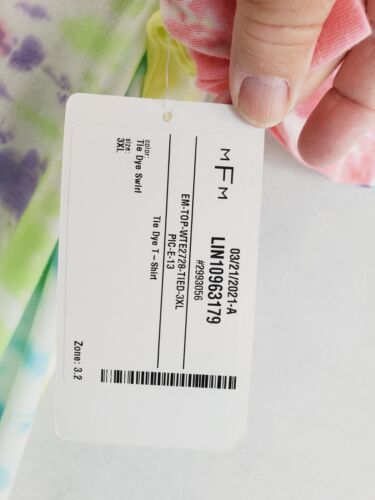 MFM
03/21/2021-A
LIN10963179
#2993056
EM-TOP-WTE2728-TIED-3XL
PIC-E-13
Tie Dye T-Shirt
color:
Tie Dye Swirl
size:
3XL
Zone: 3.2